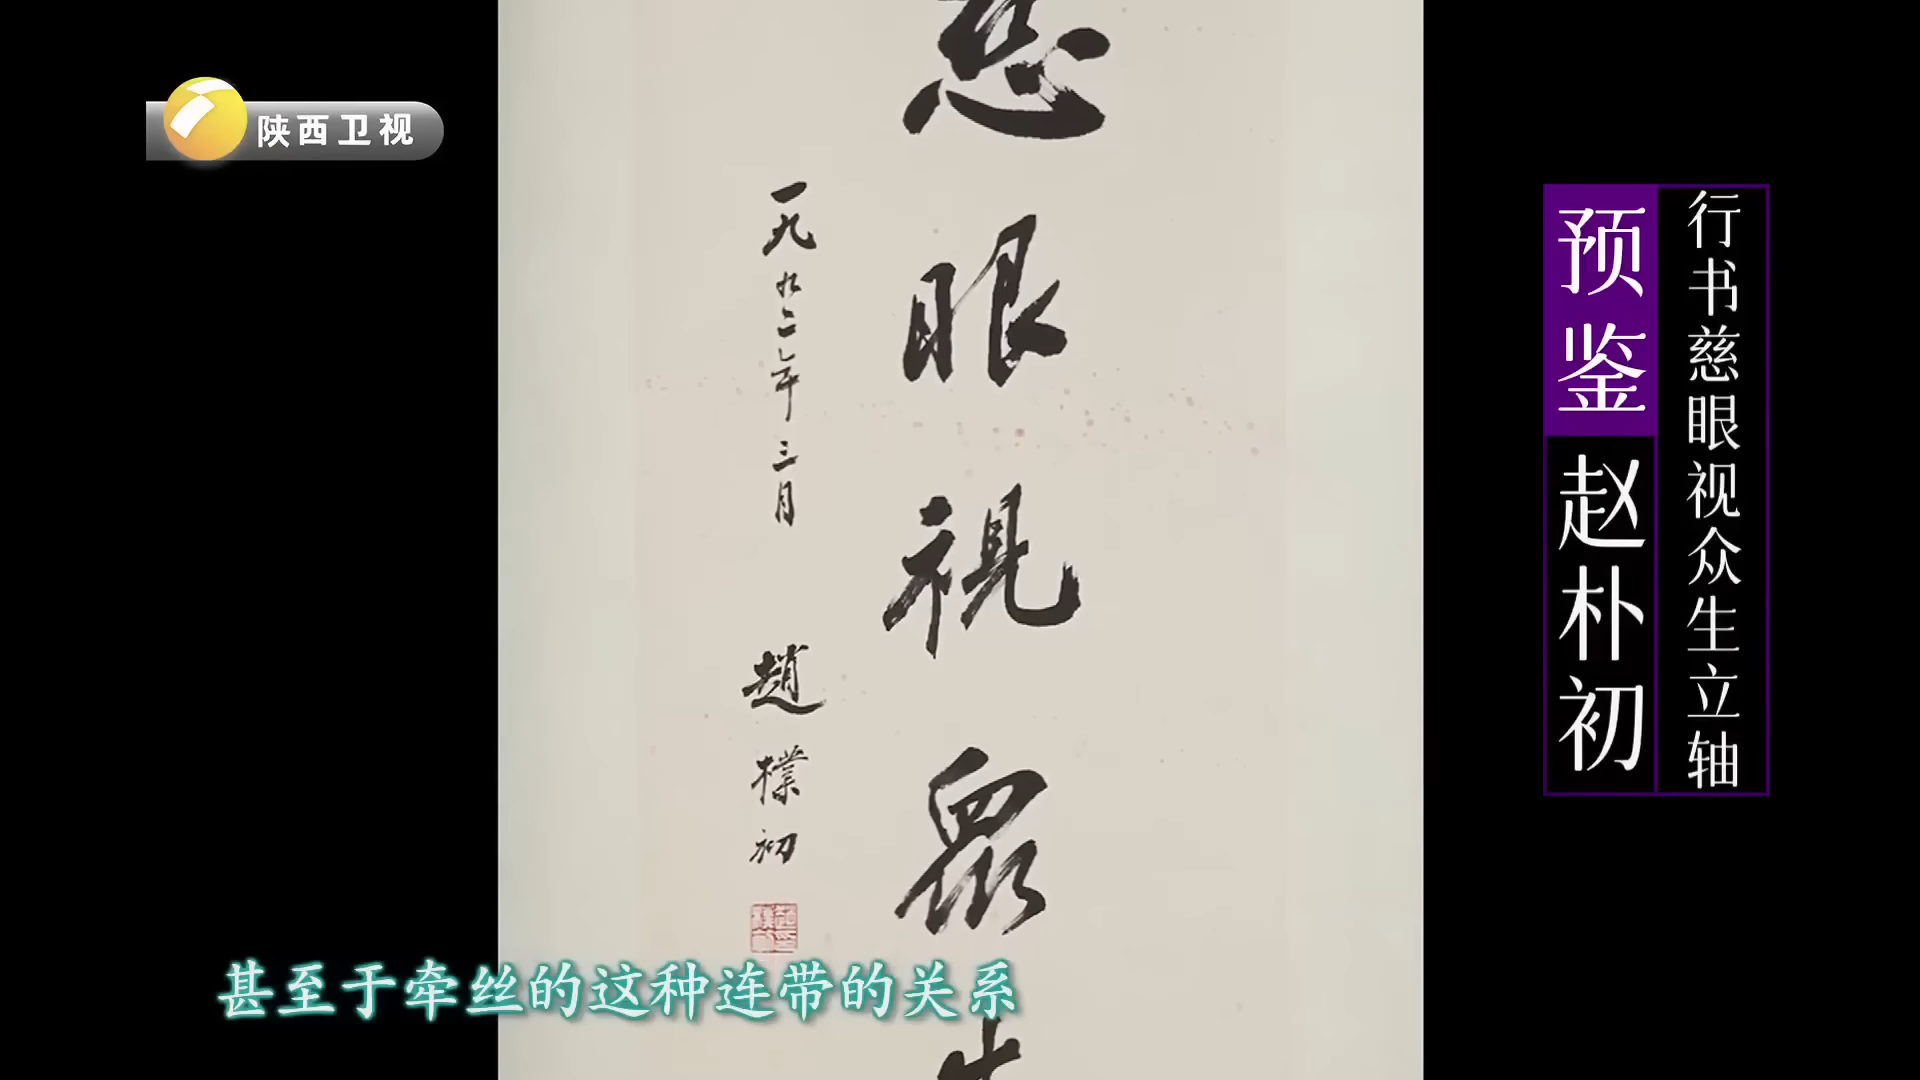 陕西卫视
慈眼視眾生
一九九二年三月
趙樸初
预鉴赵朴初
行书慈眼视众生立轴
甚至于牵丝的这种连带的关系